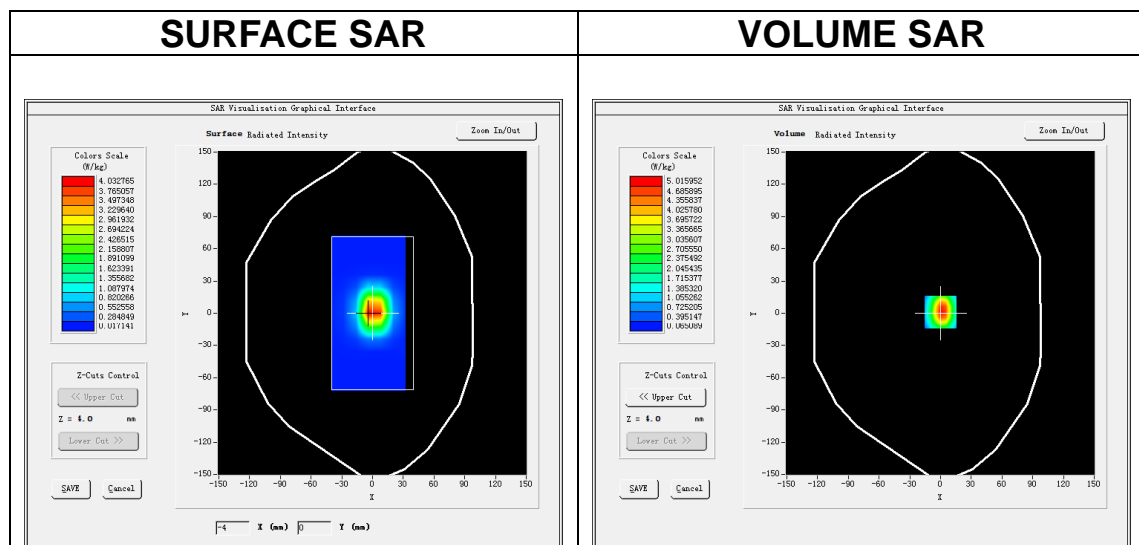 SURFACE SAR
VOLUME SAR
SAR Visualisation Graphical Interface
Surface Radiated Intensity
Zoom In/Out
Colors Scale
(W/kg)
4.032765
3.765057
3.497348
3.229640
2.961932
2.694224
2.426515
2.158807
1.891099
1.623391
1.355682
1.087974
0.820266
0.552558
0.284849
0.017141
150
120
90
60
30
0
-30
-60
-90
-120
-150
Y
-150 -120 -90 -60 -30 0 30 60 90 120 150
X
Z-Cuts Control
<< Upper Cut
Z = 4.0 mm
Lower Cut >>
SAVE Cancel
-4 X (mm) 0 Y (mm)
SAR Visualisation Graphical Interface
Volume Radiated Intensity
Zoom In/Out
Colors Scale
(W/kg)
5.015952
4.685895
4.355837
4.025780
3.695722
3.365665
3.035607
2.705550
2.375492
2.045435
1.715377
1.385320
1.055262
0.725205
0.395147
0.065089
150
120
90
60
30
0
-30
-60
-90
-120
-150
Y
-150 -120 -90 -60 -30 0 30 60 90 120 150
X
Z-Cuts Control
<< Upper Cut
Z = 4.0 mm
Lower Cut >>
SAVE Cancel